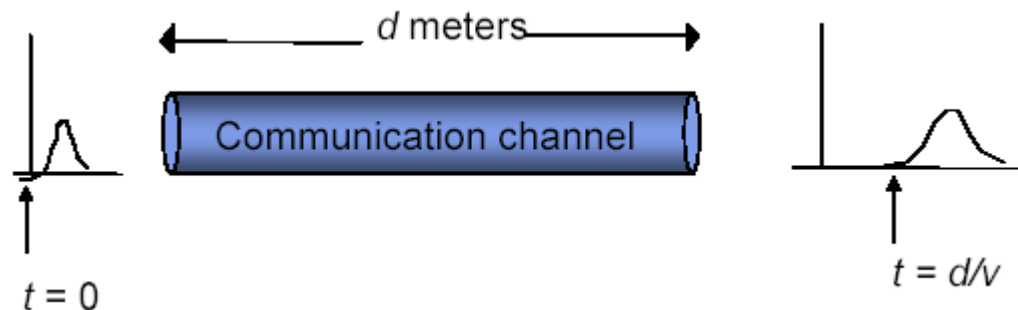 d meters
Communication channel
t = 0
t = d/v